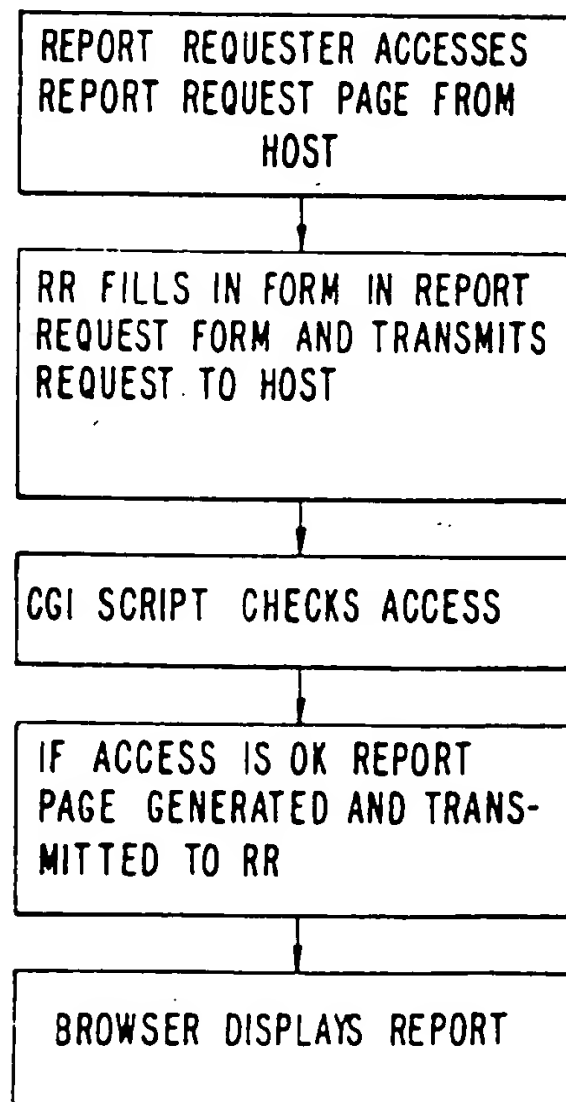 REPORT REQUESTER ACCESSES
REPORT REQUEST PAGE FROM
HOST
RR FILLS IN FORM IN REPORT
REQUEST FORM AND TRANSMITS
REQUEST TO HOST
CGI SCRIPT CHECKS ACCESS
IF ACCESS IS OK REPORT
PAGE GENERATED AND TRANS-
MITTED TO RR
BROWSER DISPLAYS REPORT